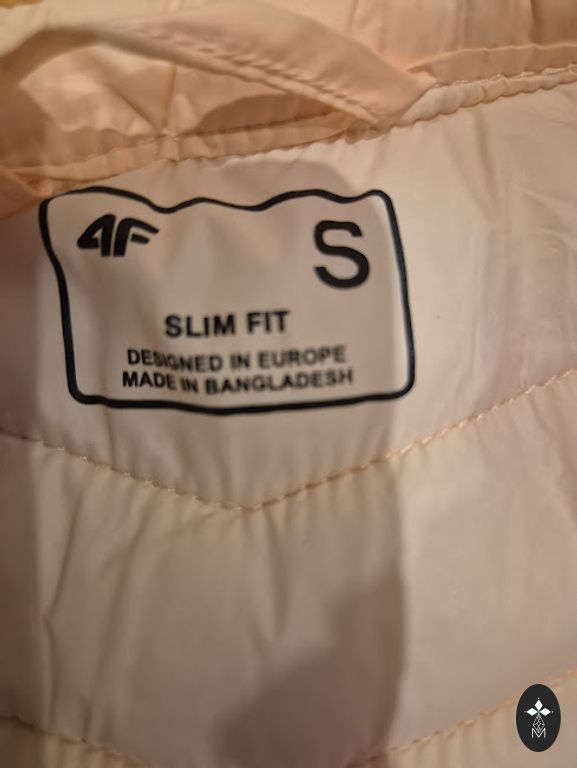 4F
S
SLIM FIT
DESIGNED IN EUROPE
MADE IN BANGLADESH